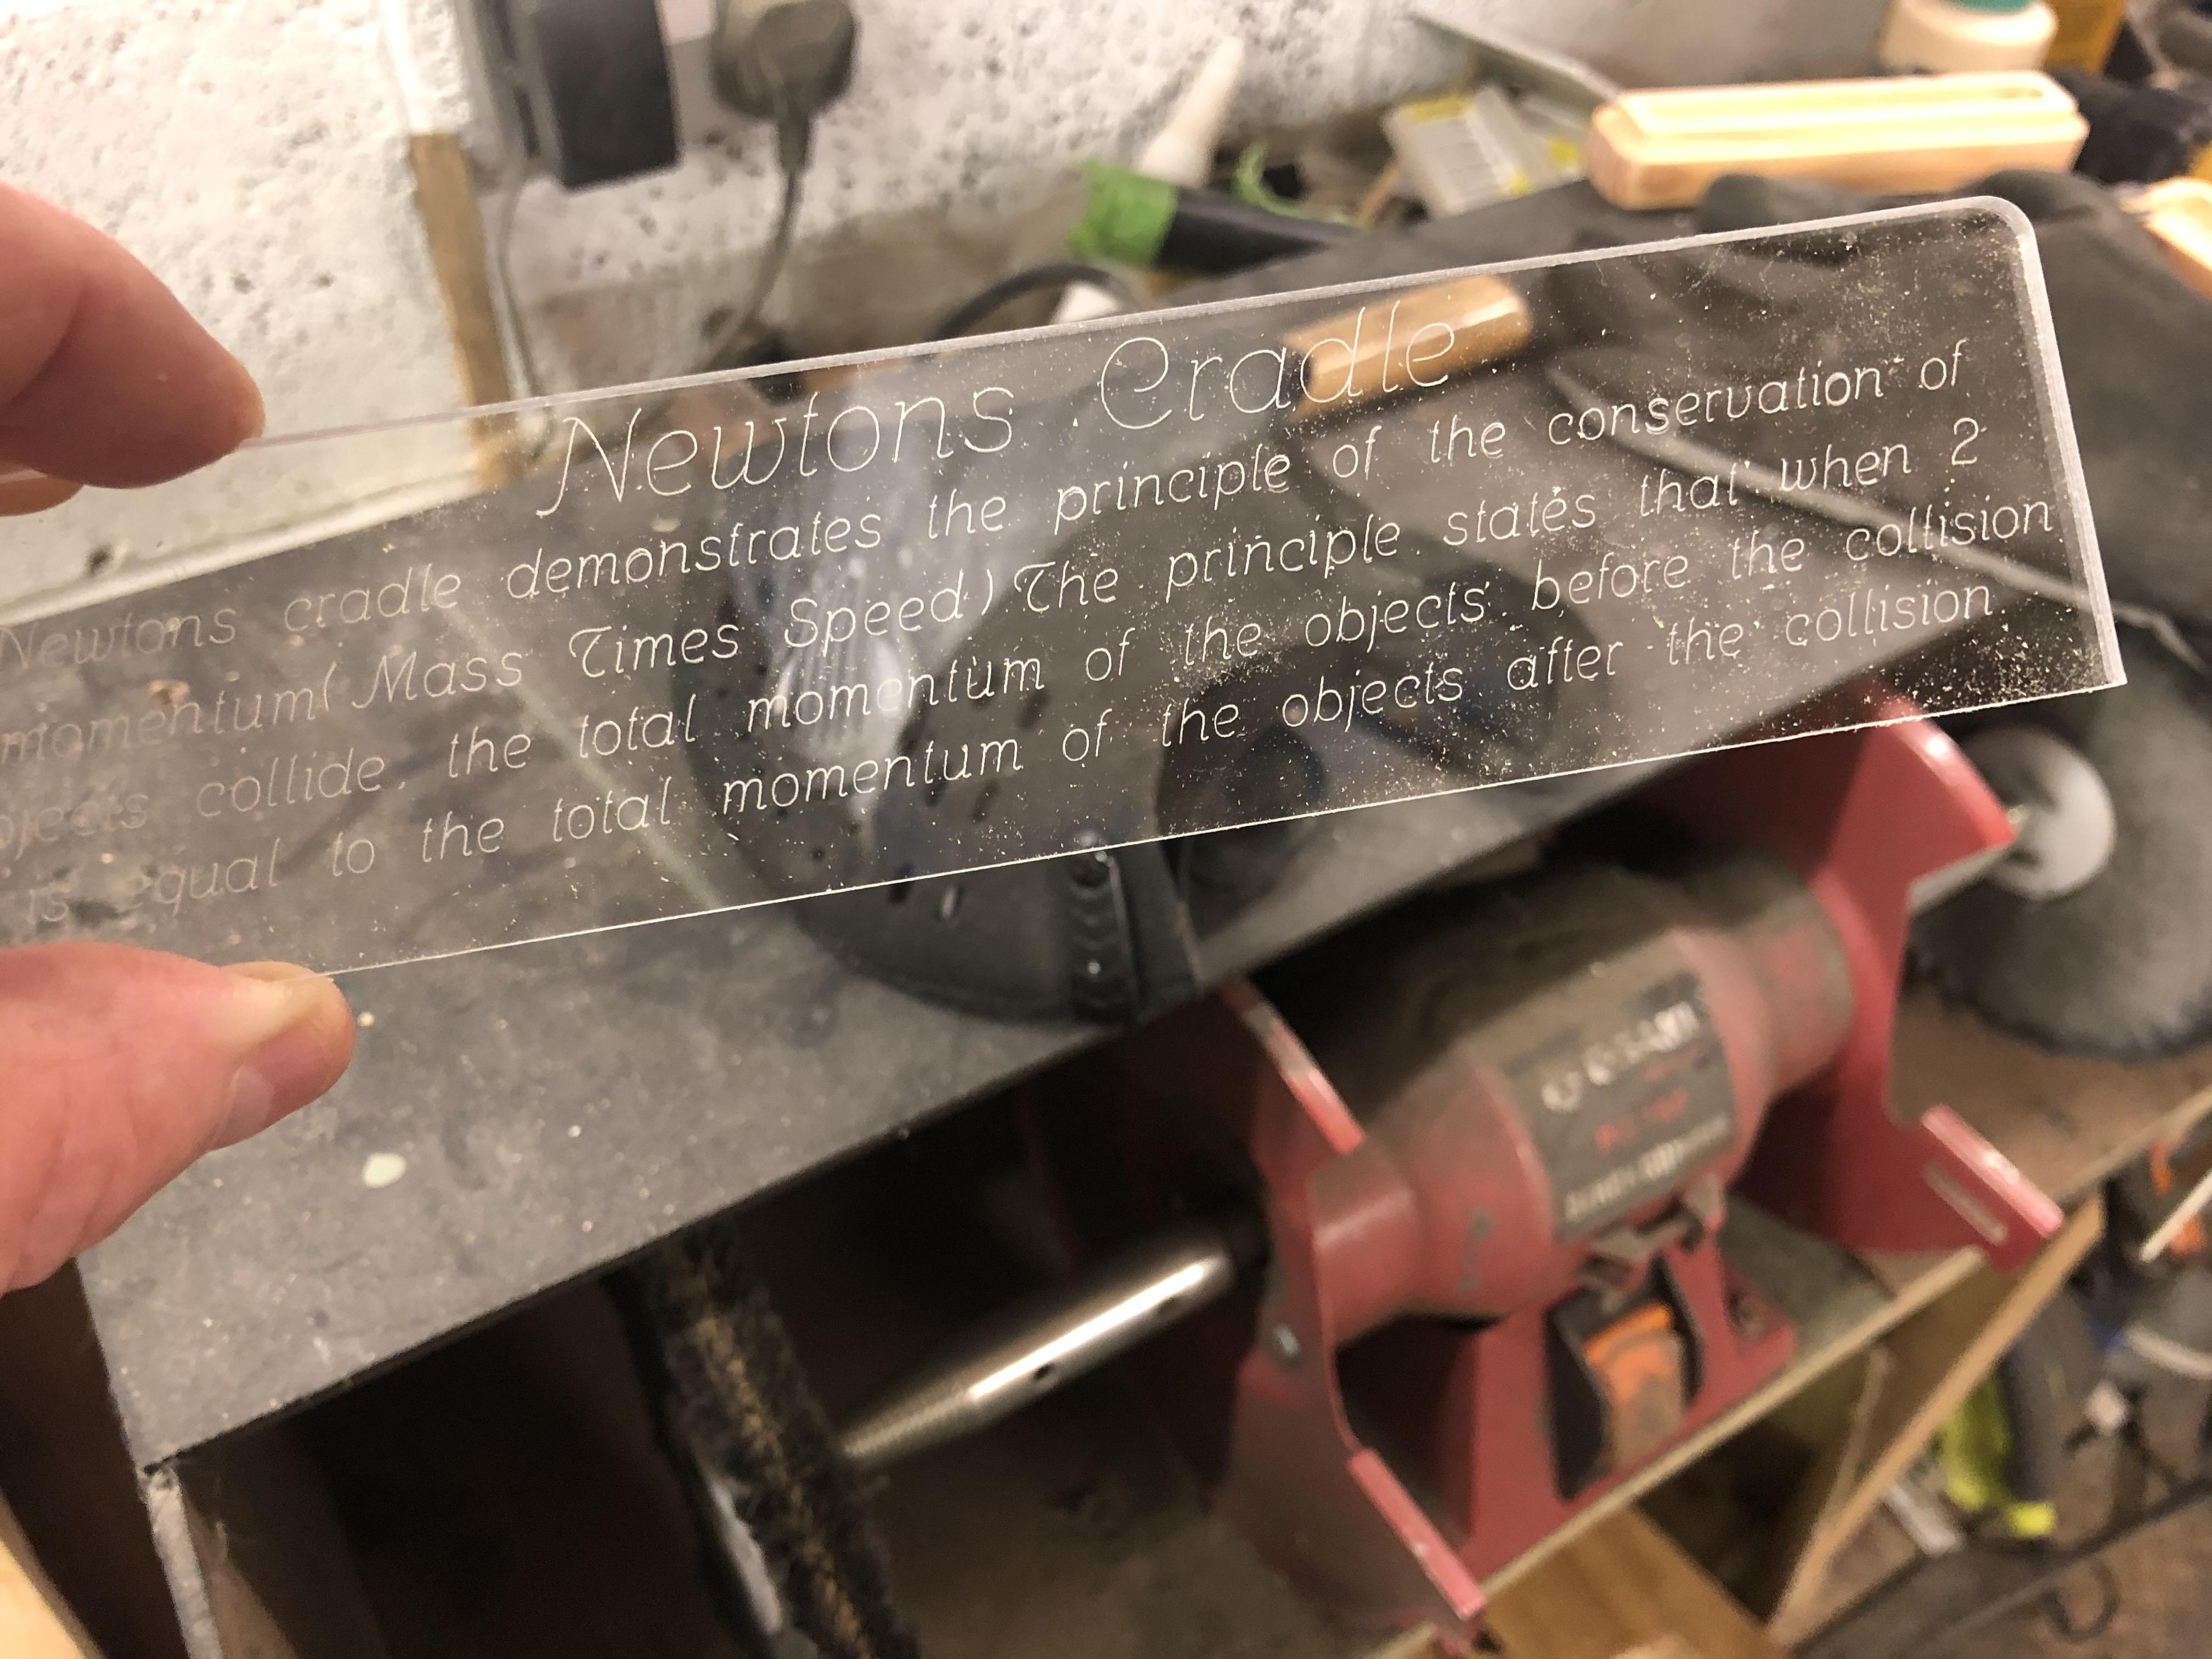 Newtons Cradle
Newtons cradle demonstrates the principle of the conservation of
momentum( Mass Times Speed) The principle states that when 2
objects collide, the total momentum of the objects before the collision
is equal to the total momentum of the objects after the collision.